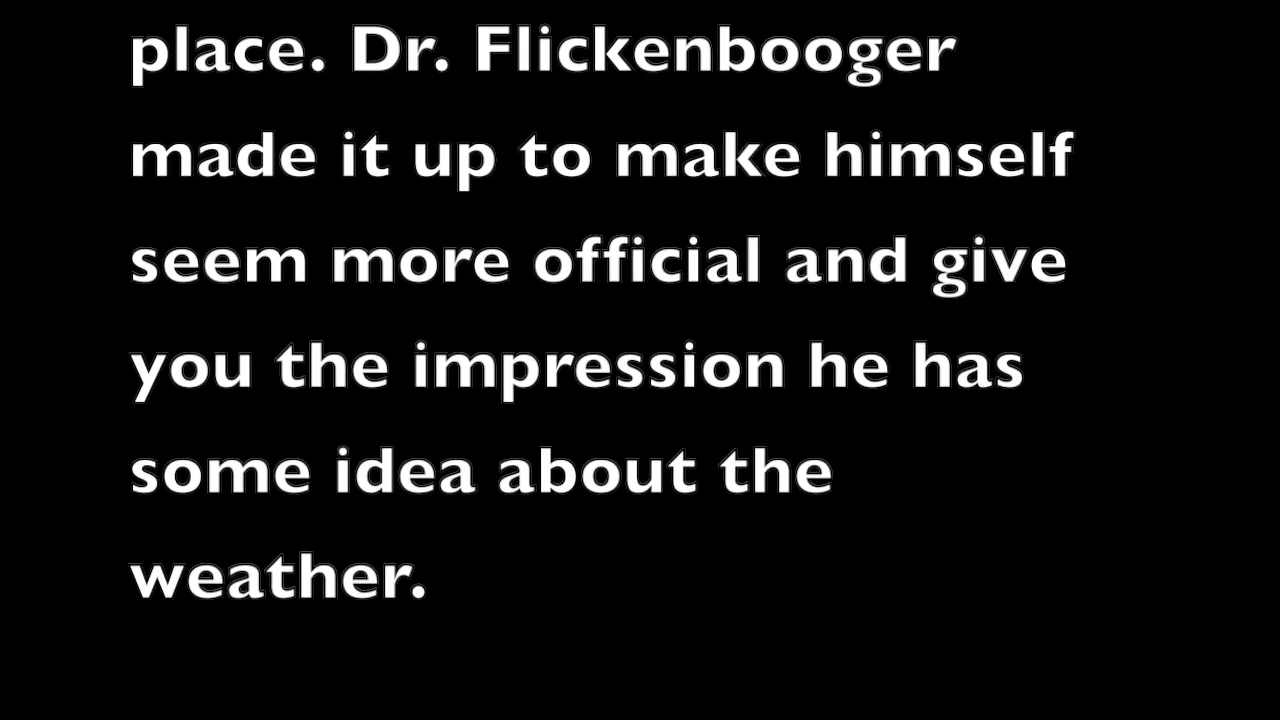 place. Dr. Flickenbooger
made it up to make himself
seem more official and give
you the impression he has
some idea about the
weather.